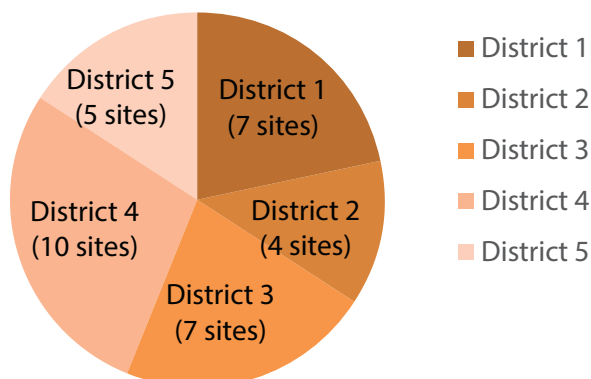 District 1
(7 sites)
District 2
(4 sites)
District 3
(7 sites)
District 4
(10 sites)
District 5
(5 sites)
District 1
District 2
District 3
District 4
District 5